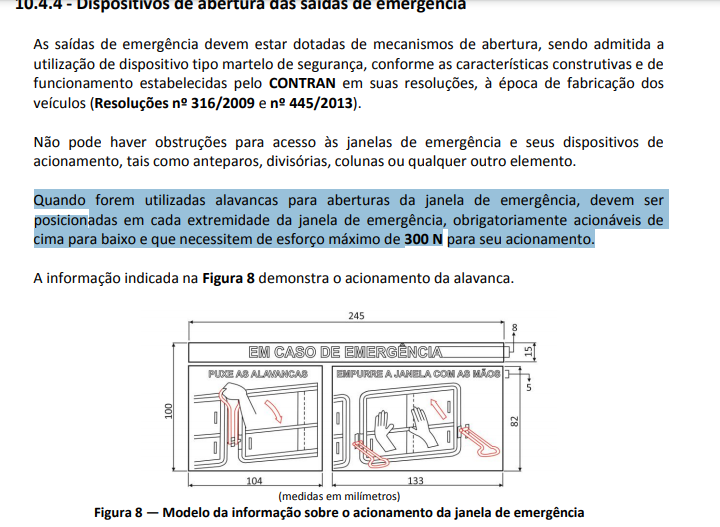 10.4.4 - Dispositivos de abertura das saídas de emergência
As saídas de emergência devem estar dotadas de mecanismos de abertura, sendo admitida a
utilização de dispositivo tipo martelo de segurança, conforme as características construtivas e de
funcionamento estabelecidas pelo CONTRAN em suas resoluções, à época de fabricação dos
veículos (Resoluções nº 316/2009 e nº 445/2013).
Não pode haver obstruções para acesso às janelas de emergência e seus dispositivos de
acionamento, tais como anteparos, divisórias, colunas ou qualquer outro elemento.
Quando forem utilizadas alavancas para aberturas da janela de emergência, devem ser
posicionadas em cada extremidade da janela de emergência, obrigatoriamente acionáveis de
cima para baixo e que necessitem de esforço máximo de 300 N para seu acionamento.
A informação indicada na Figura 8 demonstra o acionamento da alavanca.
245
8
EM CASO DE EMERGÊNCIA
15
PUXE AS ALAVANCAS
EMPURRE A JANELA COM AS MÃOS
5
100
82
104
133
(medidas em milímetros)
Figura 8 — Modelo da informação sobre o acionamento da janela de emergência